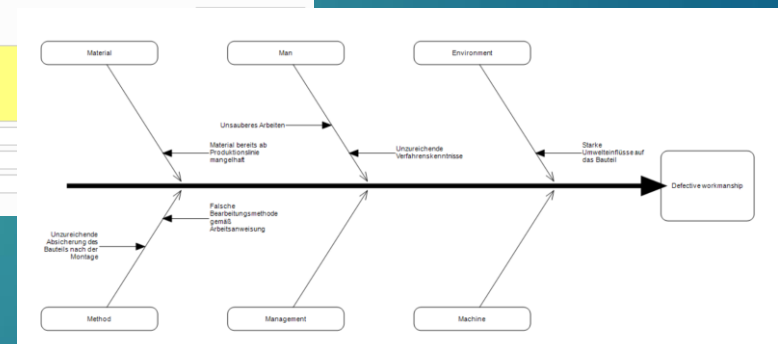 Material
Man
Environment
Unsauberes Arbeiten
Material bereits ab
Produktionslinie
mangelhaft
Unzureichende
Verfahrenskenntnisse
Starke
Umwelteinflüsse auf
das Bauteil
Defective workmanship
Falsche
Bearbeitungsmethode
gemäß
Arbeitsanweisung
Unzureichende
Absicherung des
Bauteils nach der
Montage
Method
Management
Machine